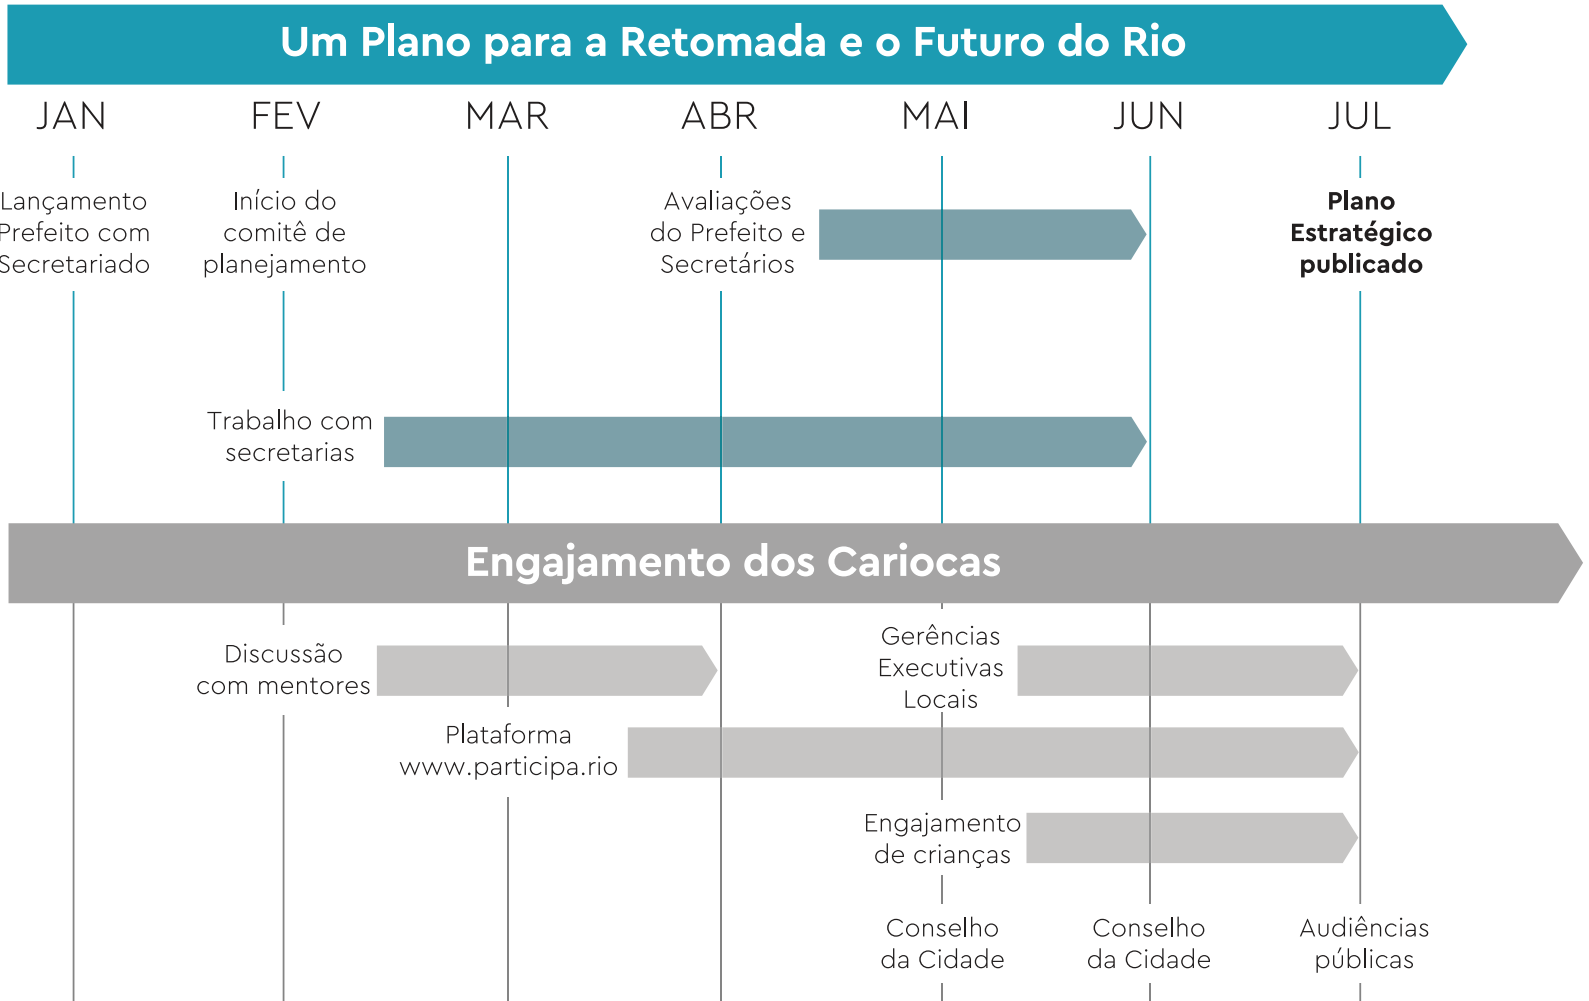 Um Plano para a Retomada e o Futuro do Rio
JAN
FEV
MAR
ABR
MAI
JUN
JUL
Lançamento
Prefeito com
Secretariado
Início do
comitê de
planejamento
Avaliações
do Prefeito e
Secretários
Plano
Estratégico
publicado
Trabalho com
secretarias
Engajamento dos Cariocas
Discussão
com mentores
Gerências
Executivas
Locais
Plataforma
www.participa.rio
Engajamento
de crianças
Conselho
da Cidade
Conselho
da Cidade
Audiências
públicas